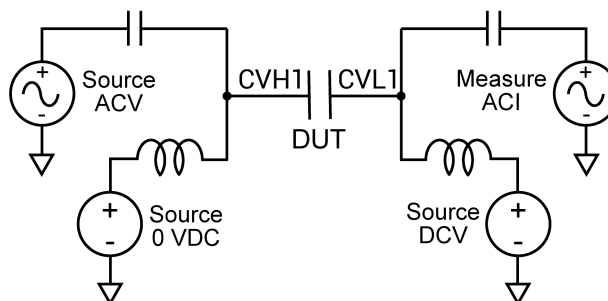 Source
ACV
CVH1
DUT
CVL1
Measure
ACI
Source
0 VDC
Source
DCV
+
-
+
-
+
-
+
-